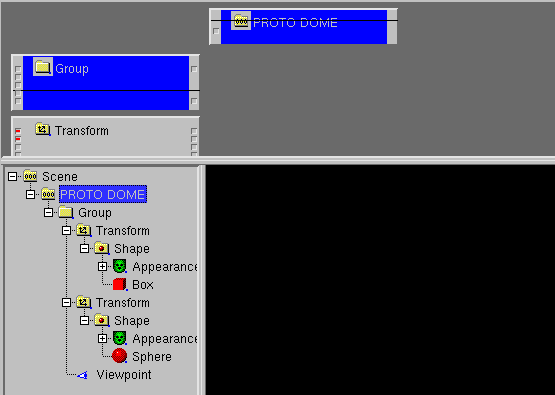 PROTO DOME
Group
Transform
Scene
PROTO DOME
Group
Transform
Shape
Appearance
Box
Transform
Shape
Appearance
Sphere
Viewpoint